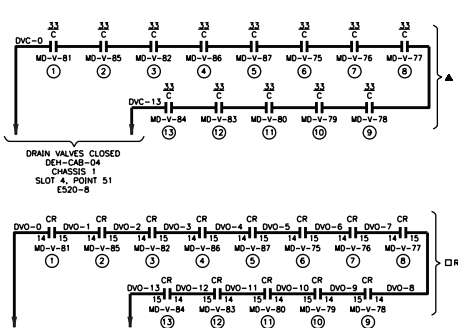 33 33 33 33 33 33 33 33
DVC-0 C C C C C C C C
MD-V-81 MD-V-85 MD-V-82 MD-V-86 MD-V-87 MD-V-75 MD-V-76 MD-V-77
1 2 3 4 5 6 7 8
33 33 33 33 33
DVC-13 C C C C C
MD-V-84 MD-V-83 MD-V-80 MD-V-79 MD-V-78
13 12 11 10 9
DRAIN VALVES CLOSED
DEH-CAB-04
CHASSIS 1
SLOT 4, POINT 51
E520-8
CR CR CR CR CR CR CR CR
DVO-0 DVO-1 DVO-2 DVO-3 DVO-4 DVO-5 DVO-6 DVO-7
14 15 14 15 14 15 14 15 14 15 14 15 14 15 14 15
MD-V-81 MD-V-85 MD-V-82 MD-V-86 MD-V-87 MD-V-75 MD-V-76 MD-V-77
1 2 3 4 5 6 7 8
R
CR CR CR CR CR
DVO-13 DVO-12 DVO-11 DVO-10 DVO-9 DVO-8
15 14 15 14 15 14 15 14 15 14
MD-V-84 MD-V-83 MD-V-80 MD-V-79 MD-V-78
13 12 11 10 9